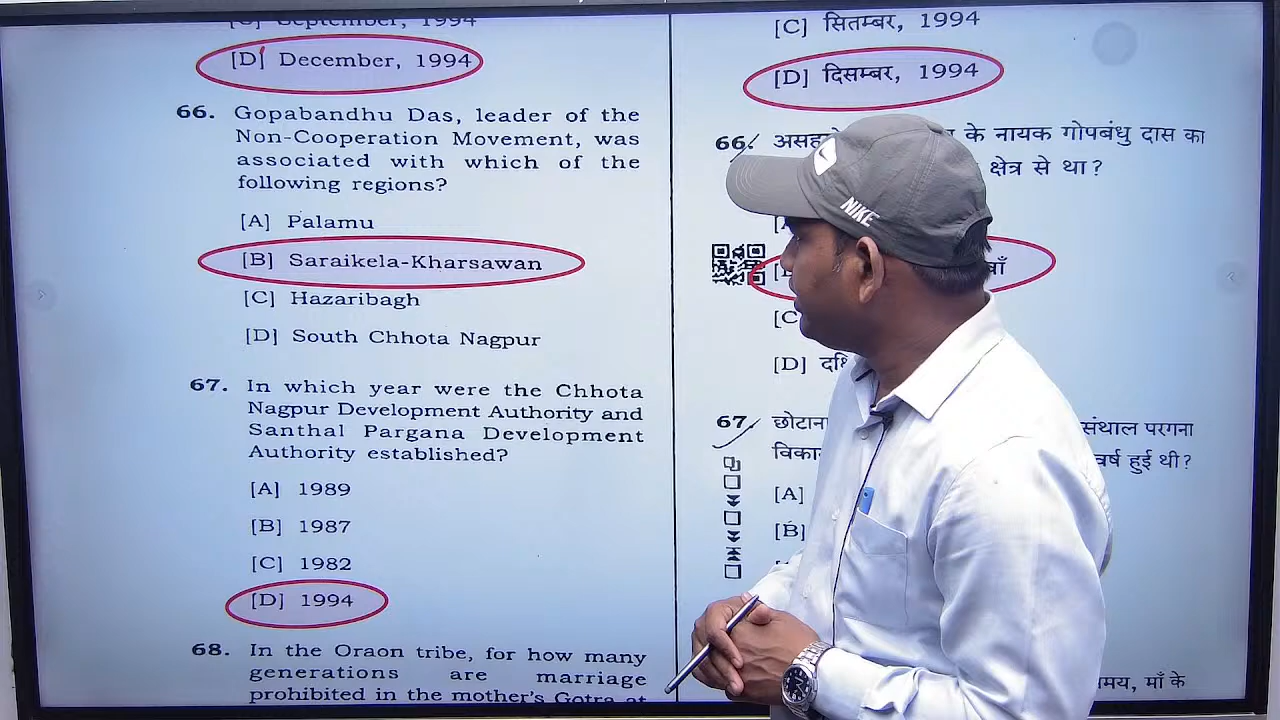 [C] September, 1994
[D] December, 1994
66. Gopabandhu Das, leader of the
Non-Cooperation Movement, was
associated with which of the
following regions?
[A] Palamu
[B] Saraikela-Kharsawan
[C] Hazaribagh
[D] South Chhota Nagpur
67. In which year were the Chhota
Nagpur Development Authority and
Santhal Pargana Development
Authority established?
[A] 1989
[B] 1987
[C] 1982
[D] 1994
68. In the Oraon tribe, for how many
generations are marriage
prohibited in the mother's Gotra at
[C] सितम्बर, 1994
[D] दिसम्बर, 1994
66. के नायक गोपबंधु दास का
क्षेत्र से था?
[C
[D]
67. संथाल परगना
वर्ष हुई थी?
[A]
[B]
माँ के
NIKE